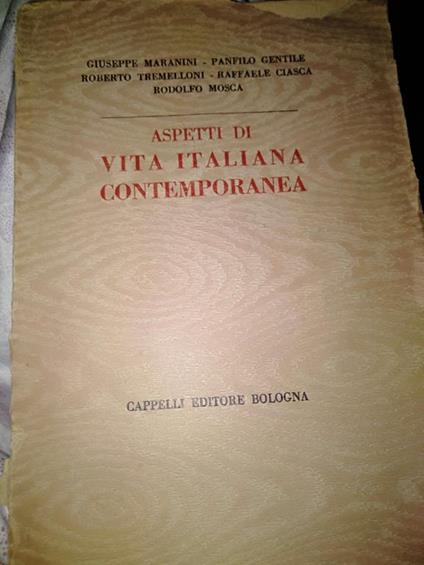 GIUSEPPE MARANINI - PANFILO GENTILE
ROBERTO TREMELLONI - RAFFAELE CIASCA
RODOLFO MOSCA
ASPETTI DI
VITA ITALIANA
CONTEMPORANEA
CAPPELLI EDITORE BOLOGNA